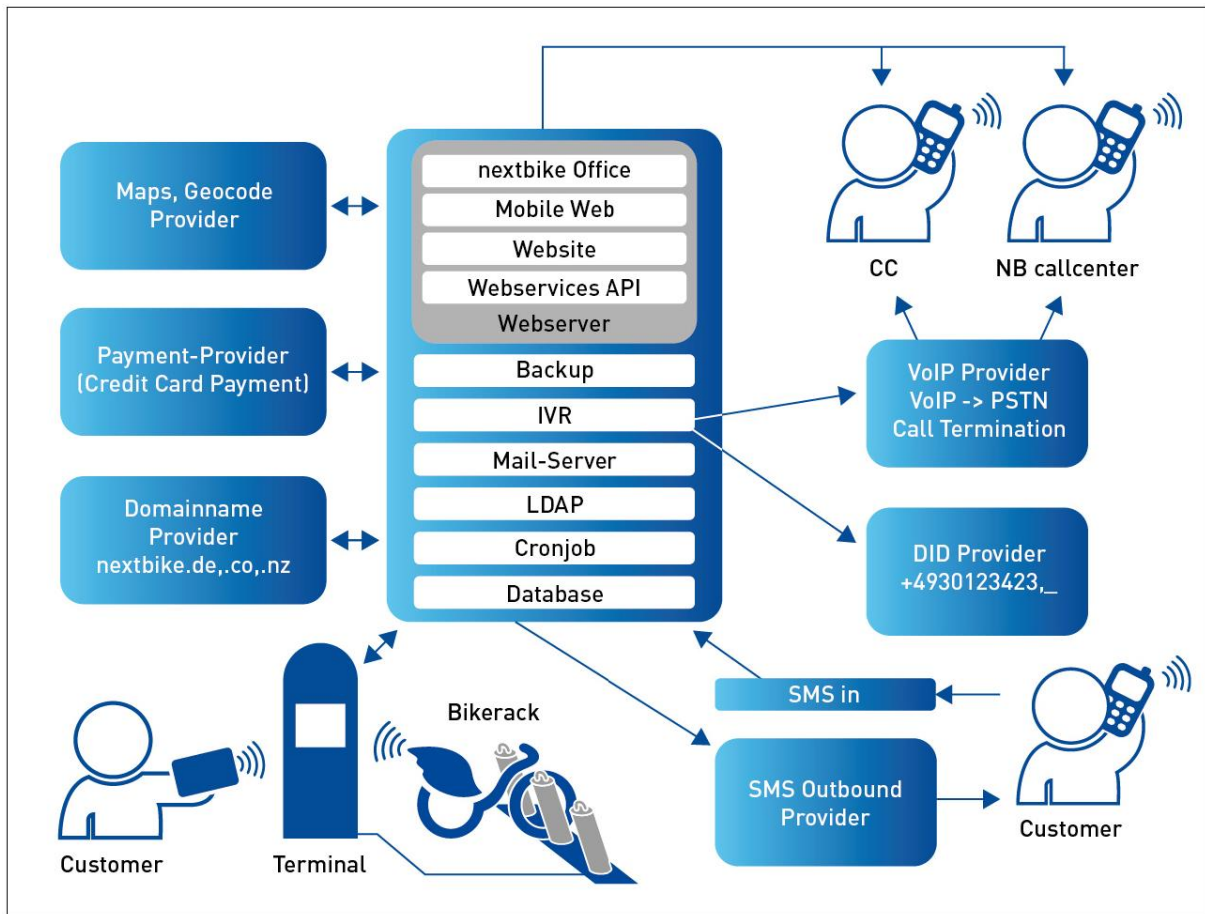 Maps, Geocode
Provider
Payment-Provider
(Credit Card Payment)
Domainname
Provider
nextbike.de,.co,.nz
nextbike Office
Mobile Web
Website
Webservices API
Webserver
Backup
IVR
Mail-Server
LDAP
Cronjob
Database
CC
NB callcenter
VoIP Provider
VoIP -> PSTN
Call Termination
DID Provider
+4930123423,_
SMS in
SMS Outbound
Provider
Customer
Bikerack
Customer
Terminal